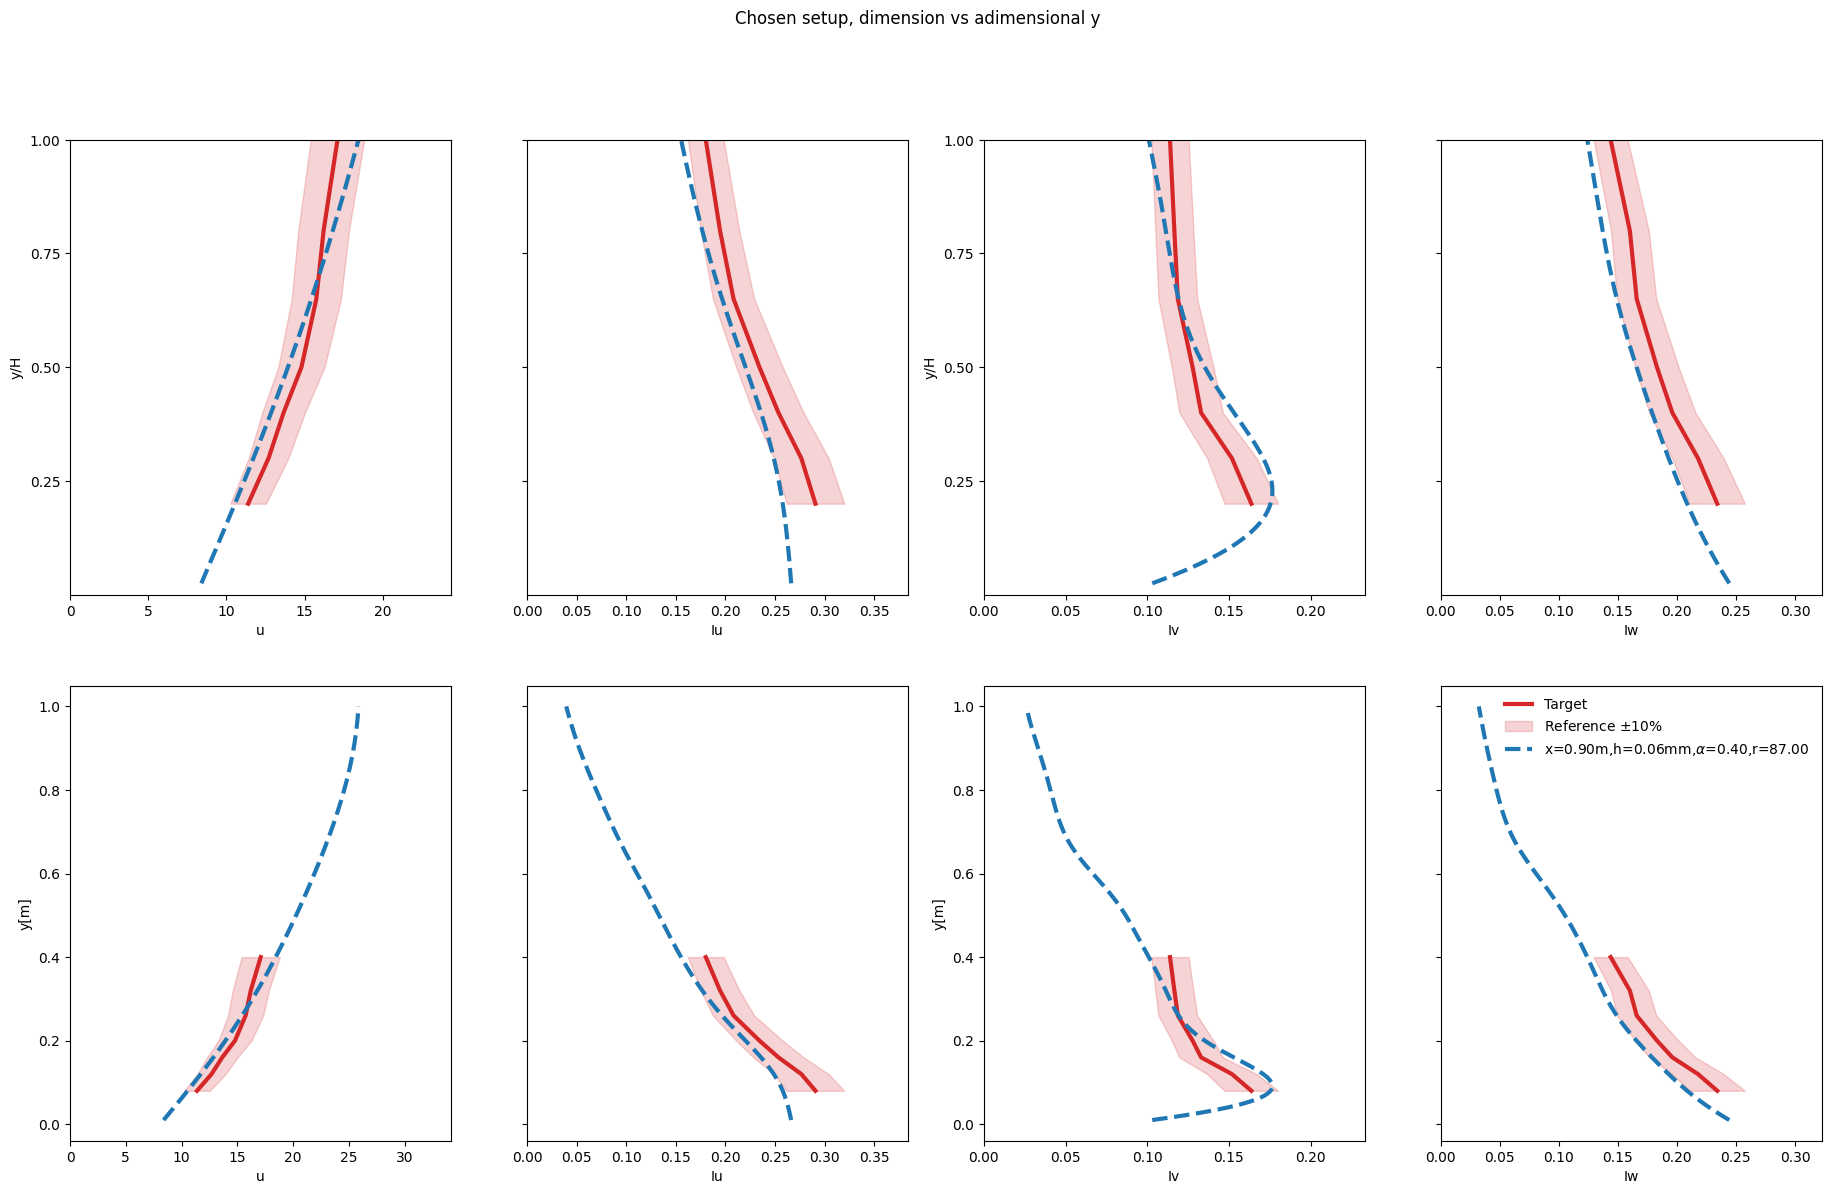 Chosen setup, dimension vs adimensional y
1.00
0.75
0.50
0.25
y/H
0 5 10 15 20
u
0.00 0.05 0.10 0.15 0.20 0.25 0.30 0.35
Iu
1.00
0.75
0.50
0.25
y/H
0.00 0.05 0.10 0.15 0.20
Iv
0.00 0.05 0.10 0.15 0.20 0.25 0.30
Iw
1.0
0.8
0.6
0.4
0.2
0.0
y[m]
0 5 10 15 20 25 30
u
0.00 0.05 0.10 0.15 0.20 0.25 0.30 0.35
Iu
1.0
0.8
0.6
0.4
0.2
0.0
y[m]
0.00 0.05 0.10 0.15 0.20
Iv
Target
Reference ±10%
x=0.90m,h=0.06mm,α=0.40,r=87.00
0.00 0.05 0.10 0.15 0.20 0.25 0.30
Iw